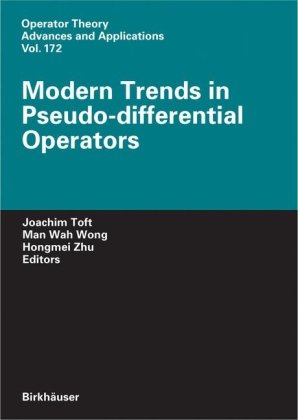 Operator Theory
Advances and Applications
Vol. 172
Modern Trends in
Pseudo-differential
Operators
Joachim Toft
Man Wah Wong
Hongmei Zhu
Editors
Birkhäuser